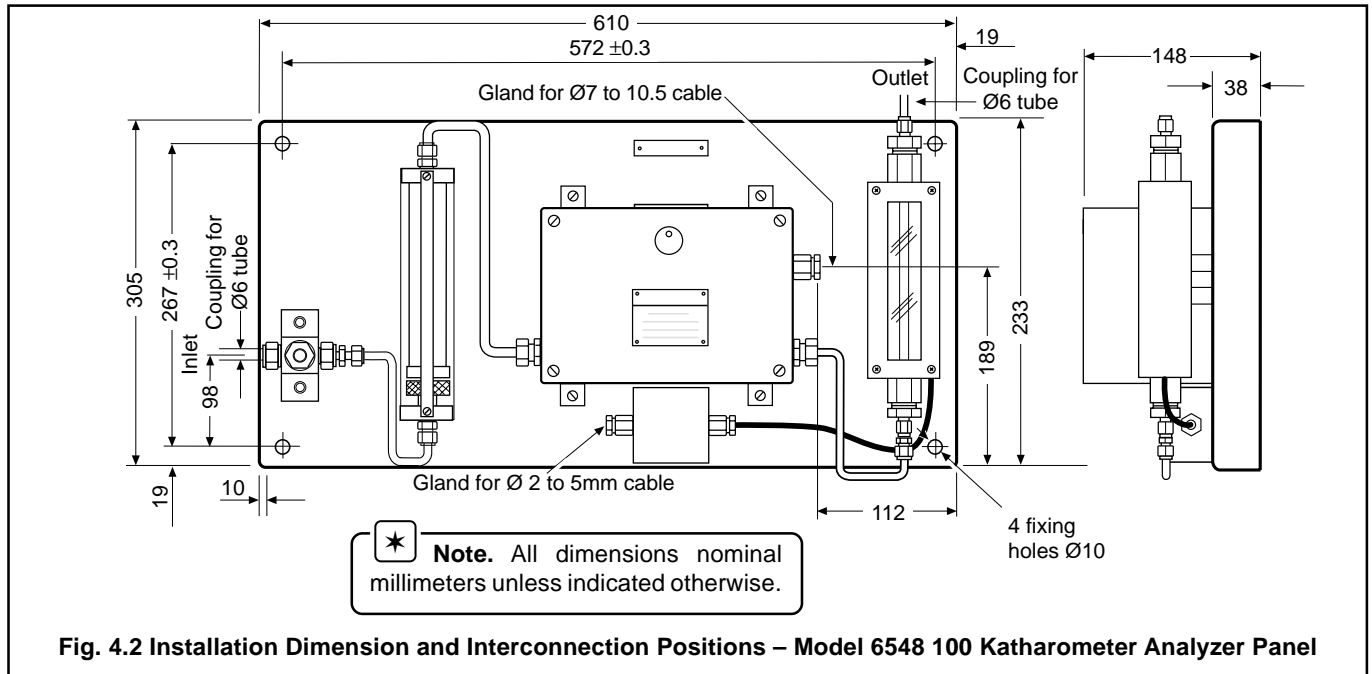 610
572 ±0.3
19
148
38
Outlet
Coupling for
Ø6 tube
Gland for Ø7 to 10.5 cable
305
267 ±0.3
Coupling for
Ø6 tube
Inlet
98
19
10
233
189
112
Gland for Ø 2 to 5mm cable
4 fixing
holes Ø10
Note. All dimensions nominal
millimeters unless indicated otherwise.
Fig. 4.2 Installation Dimension and Interconnection Positions – Model 6548 100 Katharometer Analyzer Panel